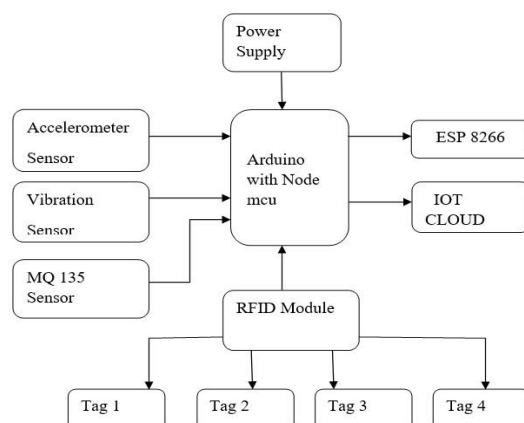 Power
Supply
Accelerometer
Sensor
Arduino
with Node
mcu
ESP 8266
Vibration
Sensor
IOT
CLOUD
MQ 135
Sensor
RFID Module
Tag 1
Tag 2
Tag 3
Tag 4